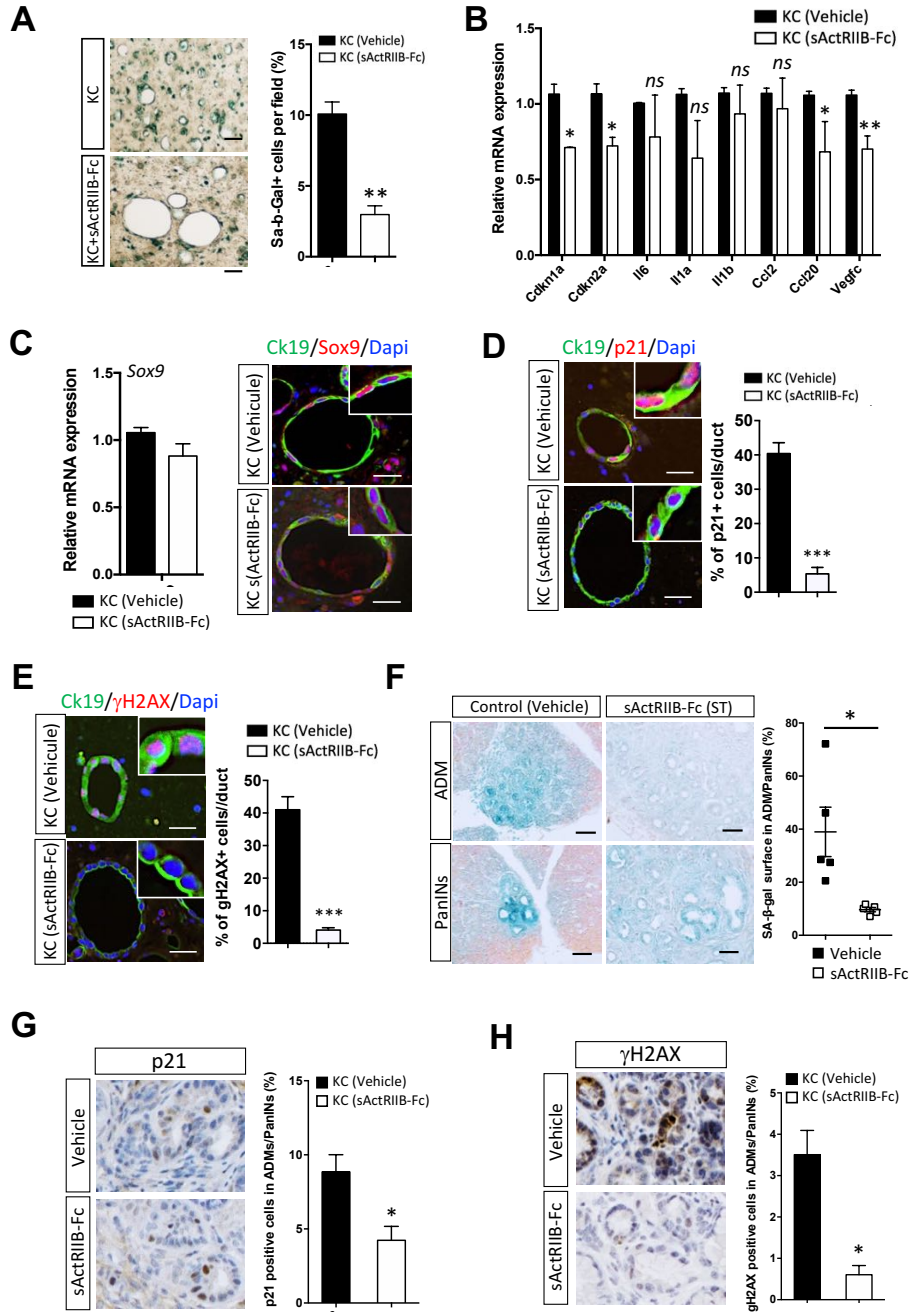 A
KC
KC+sActRIIB-Fc
KC (Vehicle)
KC (sActRIIB-Fc)
Sa-b-Gal+ cells per field (%)
15
10
5
0
**
B
KC (Vehicle)
KC (sActRIIB-Fc)
Relative mRNA expression
1.5
1.0
0.5
0.0
*
*
ns
ns
ns
ns
*
**
Cdkn1a
Cdkn2a
Il6
Il1a
Il1b
Ccl2
Ccl20
Vegfc
C
Sox9
Relative mRNA expression
1.5
1.0
0.5
0.0
KC (Vehicle)
KC (sActRIIB-Fc)
Ck19/Sox9/Dapi
KC (Vehicule)
KC s(ActRIIB-Fc)
D
Ck19/p21/Dapi
KC (Vehicule)
KC (sActRIIB-Fc)
KC (Vehicle)
KC (sActRIIB-Fc)
% of p21+ cells/duct
50
40
30
20
10
0
***
E
Ck19/γH2AX/Dapi
KC (Vehicule)
KC (sActRIIB-Fc)
KC (Vehicle)
KC (sActRIIB-Fc)
% of gH2AX+ cells//duct
50
40
30
20
10
0
***
F
Control (Vehicle)
sActRIIB-Fc (ST)
ADM
PanINs
SA-β-gal surface in ADM/PanINs (%)
80
60
40
20
0
*
Vehicle
sActRIIB-Fc
G
p21
Vehicle
sActRIIB-Fc
KC (Vehicle)
KC (sActRIIB-Fc)
p21 positive cells in ADMs/PanINs (%)
15
10
5
0
*
H
γH2AX
Vehicle
sActRIIB-Fc
KC (Vehicle)
KC (sActRIIB-Fc)
gH2AX positive cells in ADMs/PanINs (%)
5
4
3
2
1
0
*